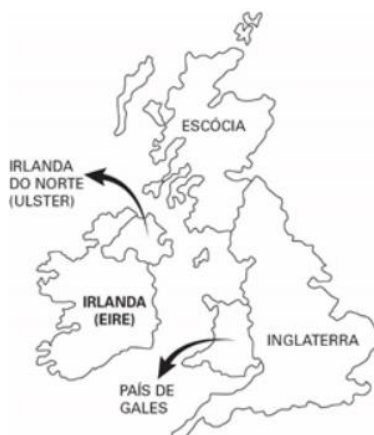 ESCÓCIA
IRLANDA
DO NORTE
(ULSTER)
IRLANDA
(EIRE)
INGLATERRA
PAÍS DE
GALES